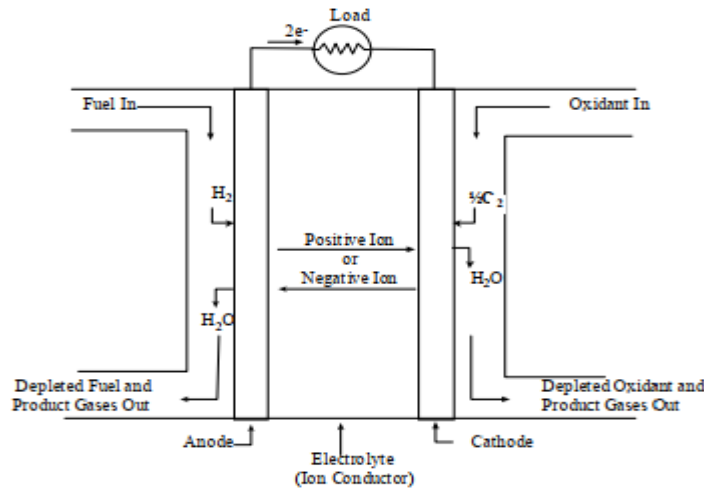 Load
2e-
Fuel In
Oxidant In
H₂
½C₂
Positive Ion
or
Negative Ion
H₂O
H₂O
Depleted Fuel and
Product Gases Out
Depleted Oxidant and
Product Gases Out
Anode
Cathode
Electrolyte
(Ion Conductor)